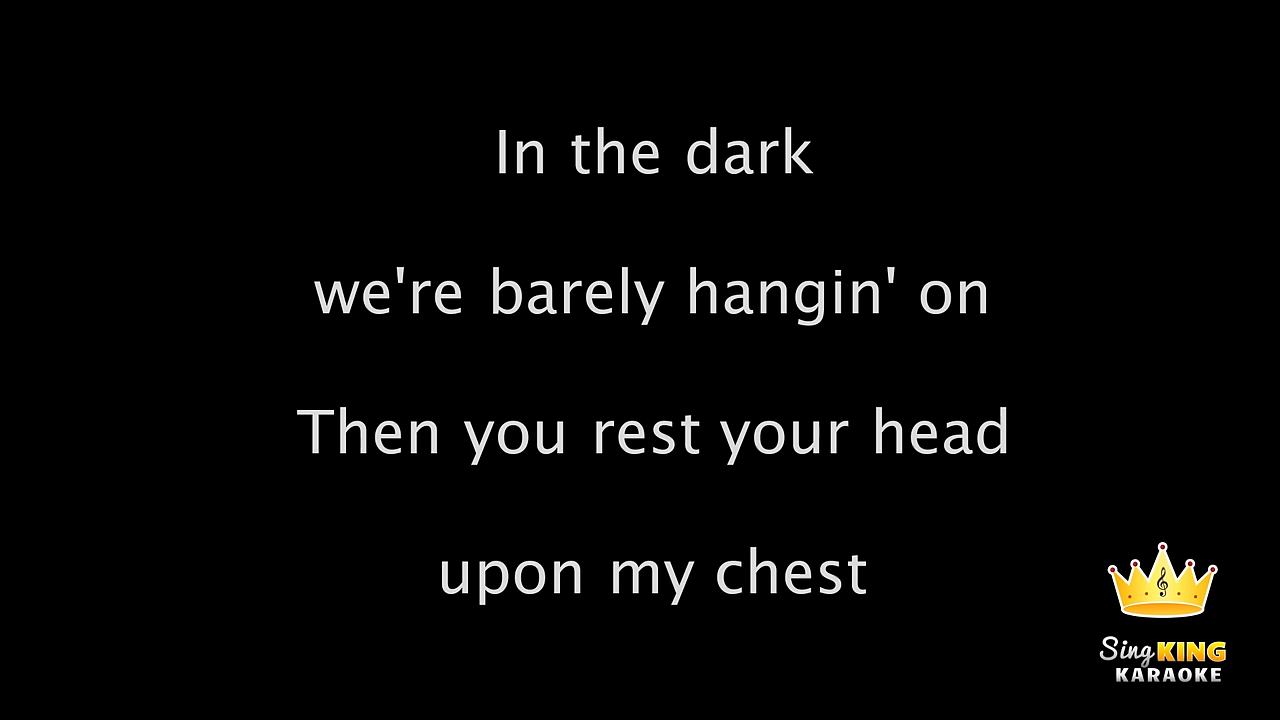 In the dark
we're barely hangin' on
Then you rest your head
upon my chest
Sing KING
KARAOKE